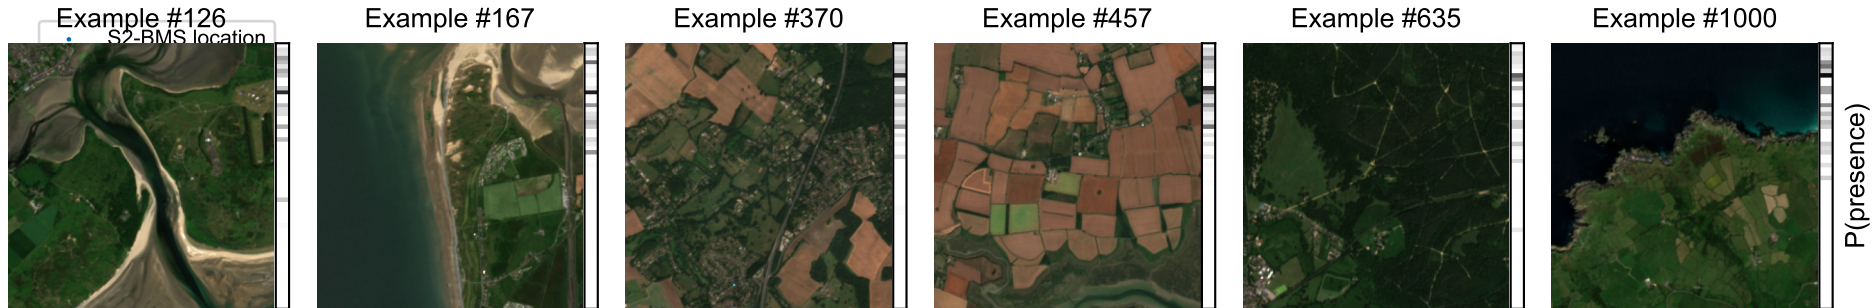 Example #126
Example #167
Example #370
Example #457
Example #635
Example #1000
S2-BMS location
P(presence)